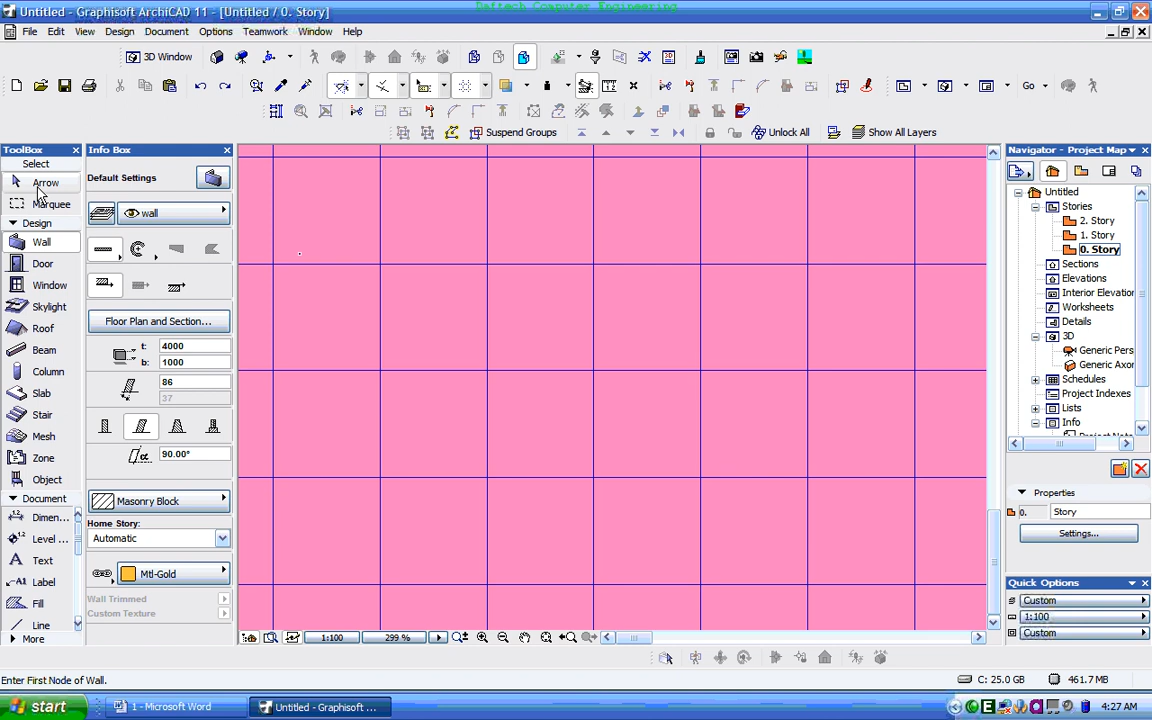 Daftech Computer Engineering
Untitled - Graphisoft ArchiCAD 11 - [Untitled / 0. Story]
File Edit View Design Document Options Teamwork Window Help
3D Window
Go
Suspend Groups
Unlock All
Show All Layers
ToolBox
Select
Arrow
Marquee
Design
Wall
Door
Window
Skylight
Roof
Beam
Column
Slab
Stair
Mesh
Zone
Object
Document
Dimen...
Level ...
Text
Label
Fill
Line
More
Info Box
Default Settings
wall
Floor Plan and Section...
t: 4000
b: 1000
86
37
90.00°
Masonry Block
Home Story:
Automatic
Mtl-Gold
Wall Trimmed
Custom Texture
1:100
299 %
Navigator - Project Map
Untitled
Stories
2. Story
1. Story
0. Story
Sections
Elevations
Interior Elevation
Worksheets
Details
3D
Generic Pers
Generic Axor
Schedules
Project Indexes
Lists
Info
Properties
0. Story
Settings...
Quick Options
Custom
1:100
Custom
Enter First Node of Wall.
C: 25.0 GB
461.7 MB
start
1 - Microsoft Word
Untitled - Graphisoft ...
4:27 AM